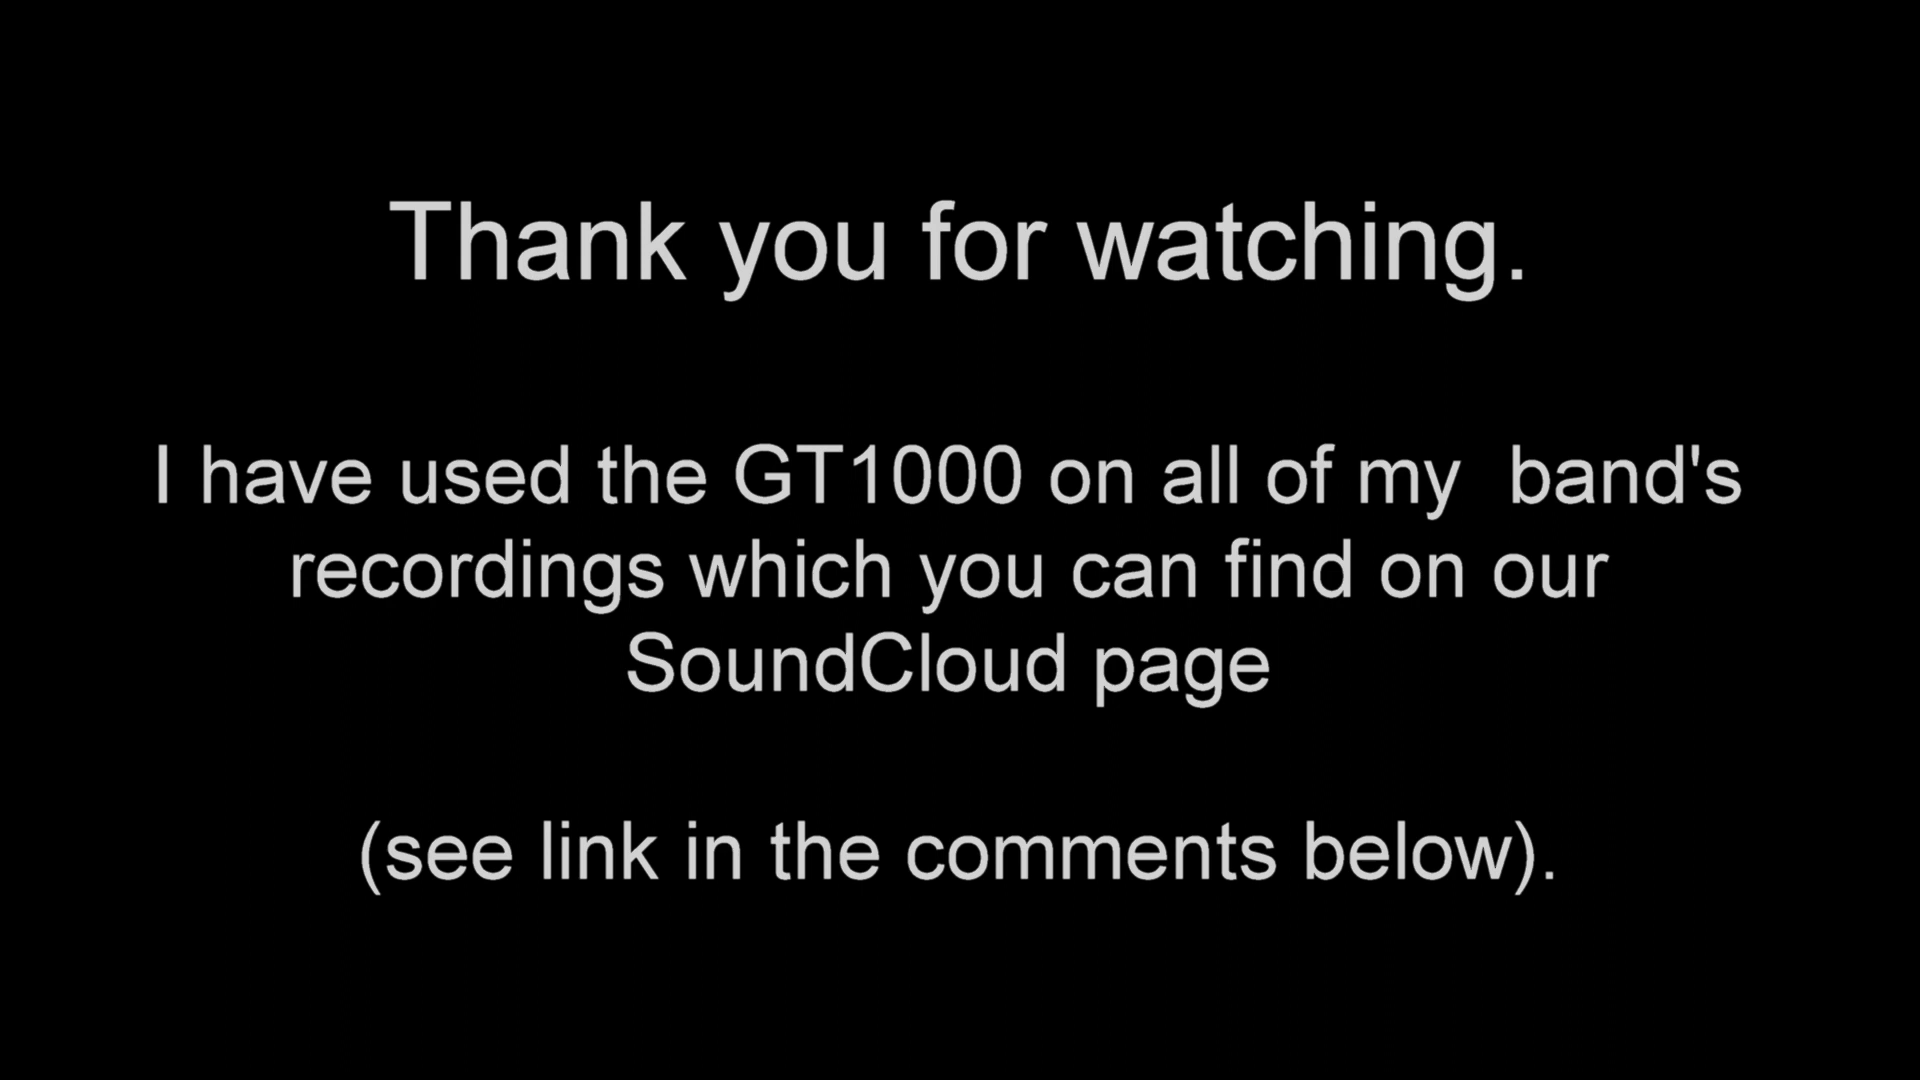 Thank you for watching.
I have used the GT1000 on all of my  band's
recordings which you can find on our
SoundCloud page
(see link in the comments below).